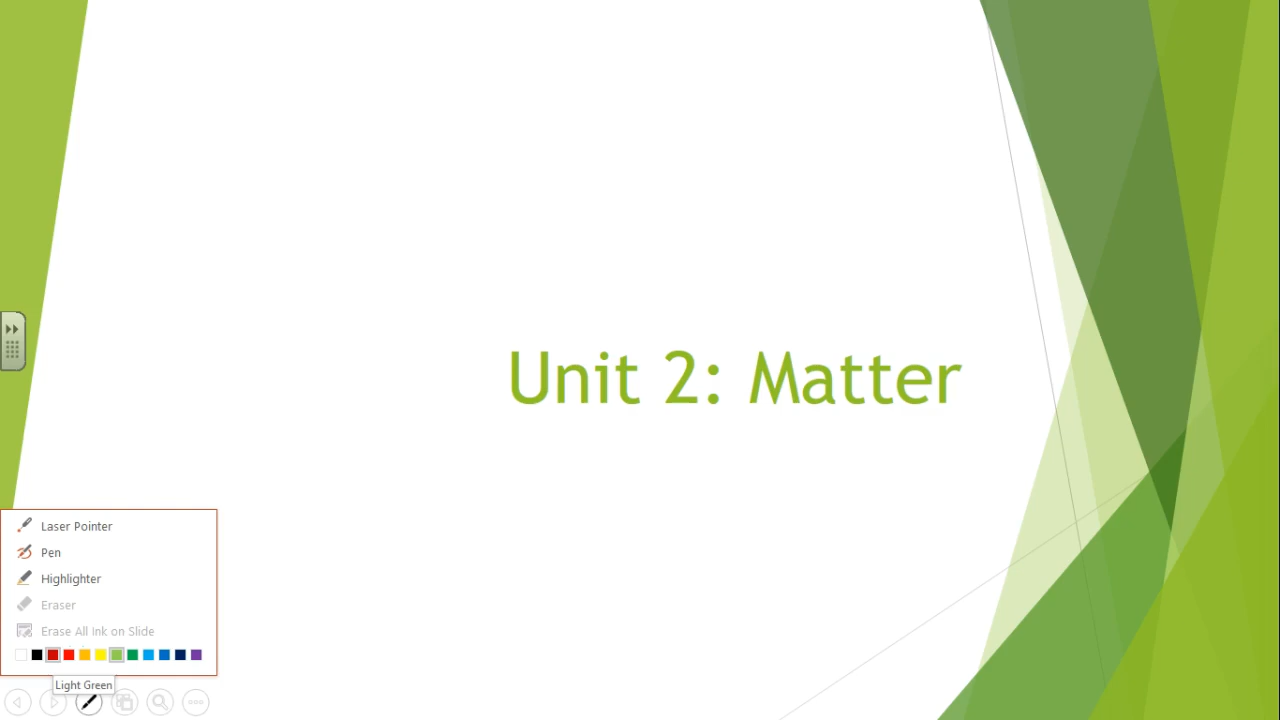 Unit 2: Matter
Laser Pointer
Pen
Highlighter
Eraser
Erase All Ink on Slide
Light Green